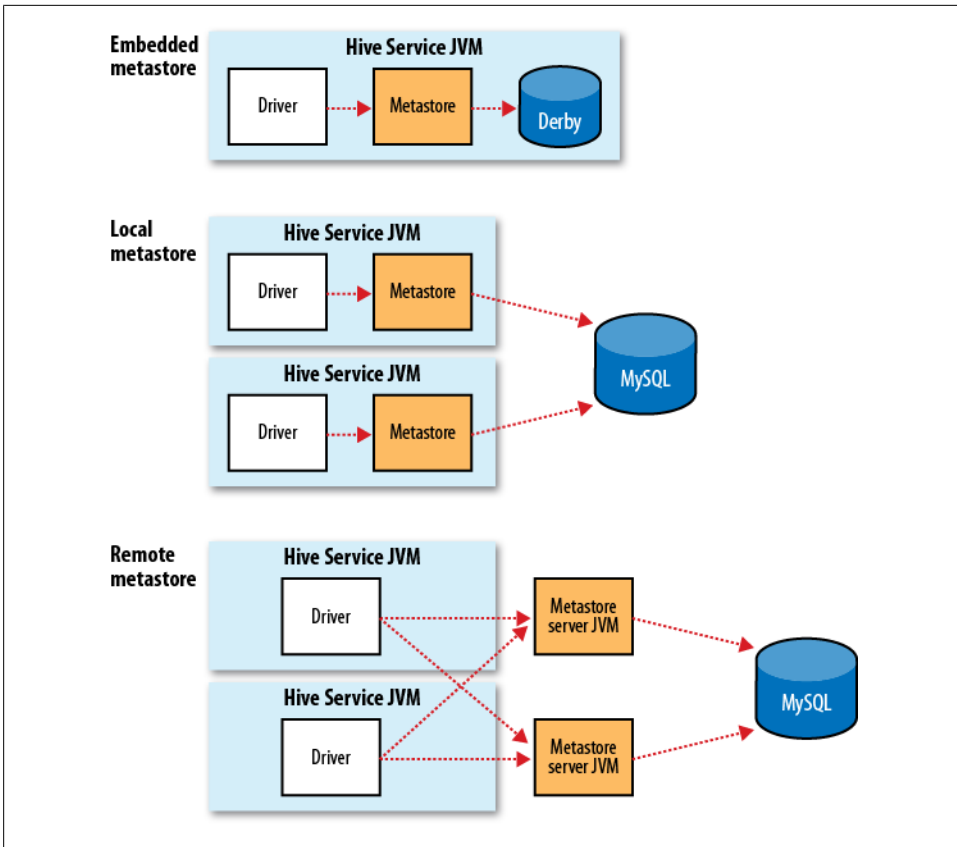 Embedded
metastore
Hive Service JVM
Driver
Metastore
Derby
Local
metastore
Hive Service JVM
Driver
Metastore
Hive Service JVM
Driver
Metastore
MySQL
Remote
metastore
Hive Service JVM
Driver
Metastore
server JVM
Hive Service JVM
Driver
Metastore
server JVM
MySQL